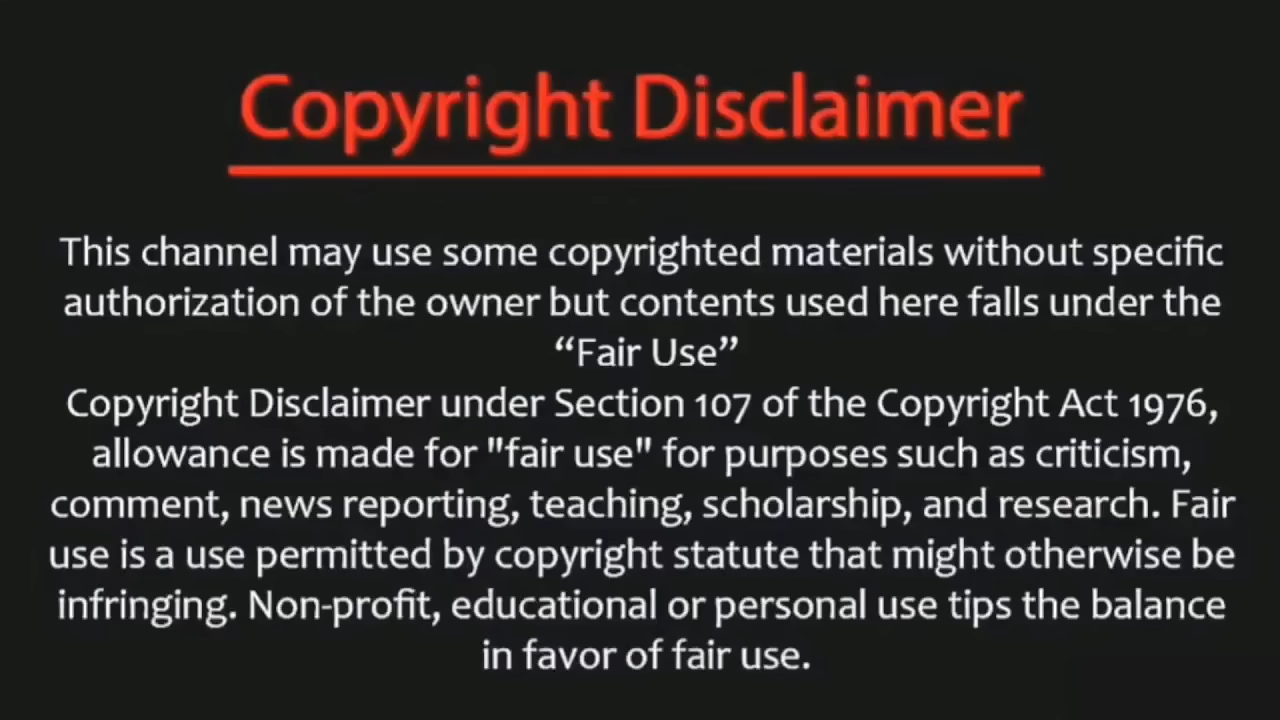 Copyright Disclaimer
This channel may use some copyrighted materials without specific
authorization of the owner but contents used here falls under the
“Fair Use”
Copyright Disclaimer under Section 107 of the Copyright Act 1976,
allowance is made for "fair use" for purposes such as criticism,
comment, news reporting, teaching, scholarship, and research. Fair
use is a use permitted by copyright statute that might otherwise be
infringing. Non-profit, educational or personal use tips the balance
in favor of fair use.